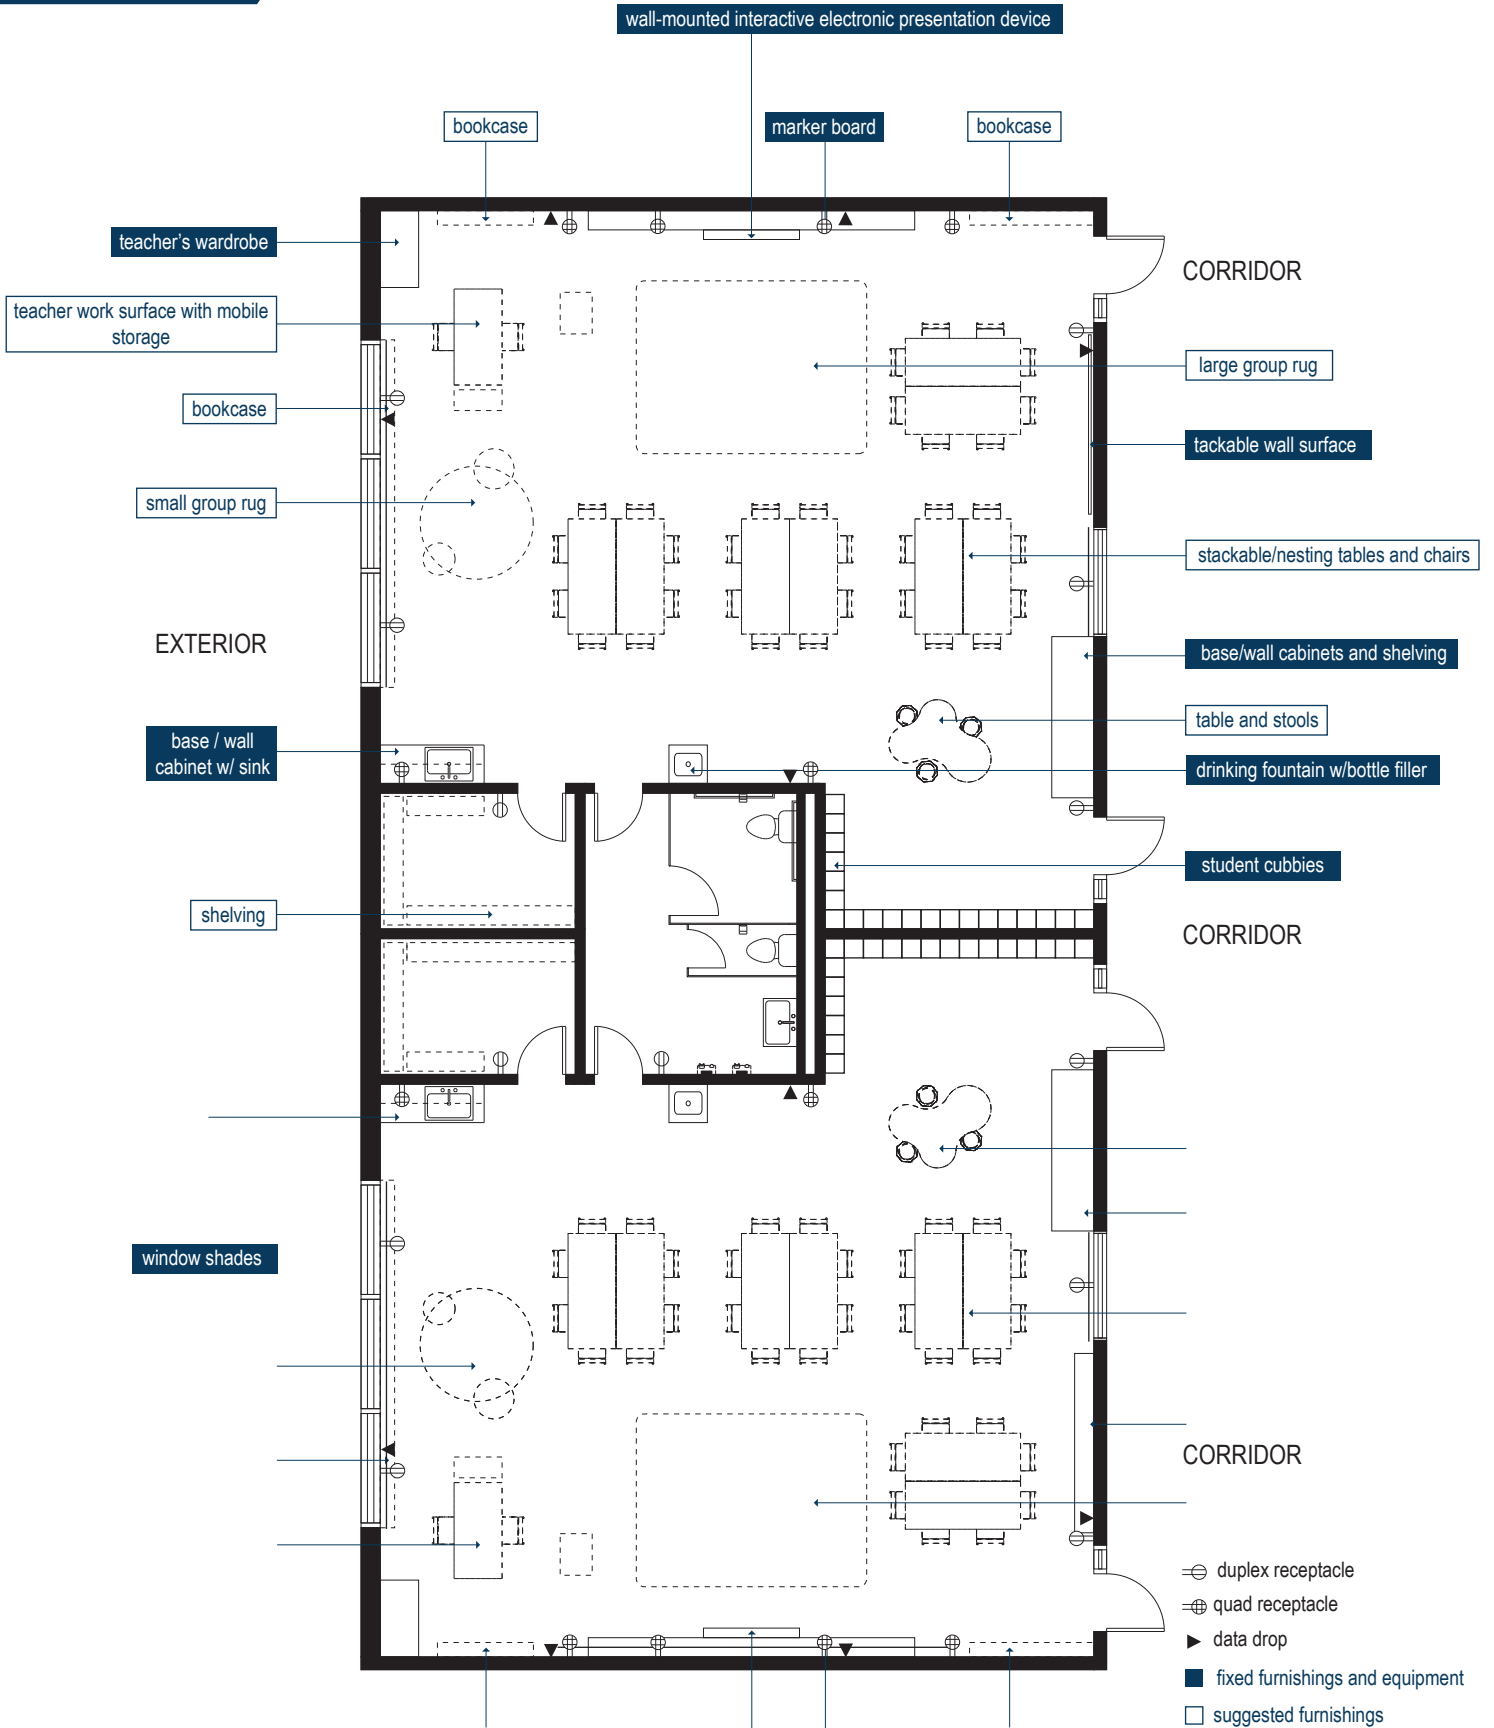 wall-mounted interactive electronic presentation device
bookcase
marker board
bookcase
teacher's wardrobe
CORRIDOR
teacher work surface with mobile
storage
large group rug
bookcase
tackable wall surface
small group rug
stackable/nesting tables and chairs
EXTERIOR
base/wall cabinets and shelving
table and stools
base / wall
cabinet w/ sink
drinking fountain w/bottle filler
student cubbies
shelving
CORRIDOR
window shades
CORRIDOR
duplex receptacle
quad receptacle
data drop
fixed furnishings and equipment
suggested furnishings